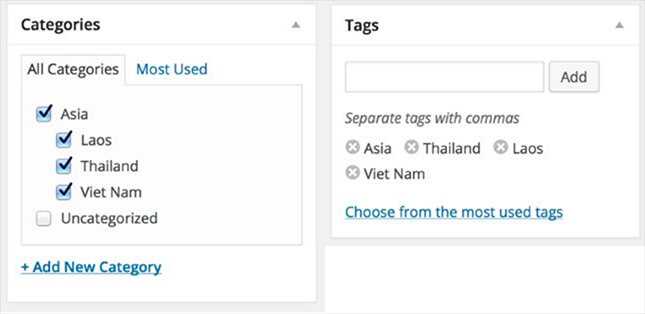 Categories
All Categories Most Used
Asia
Laos
Thailand
Viet Nam
Uncategorized
+ Add New Category
Tags
Add
Separate tags with commas
Asia Thailand Laos
Viet Nam
Choose from the most used tags